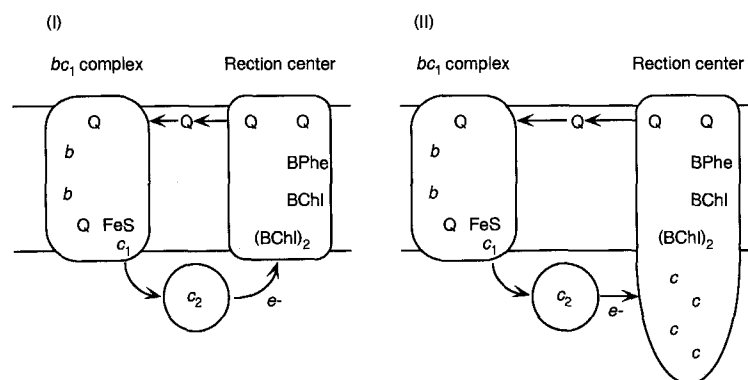 (I)
bc1 complex
Rection center
Q
Q
Q
Q
b
BPhe
b
BChl
Q FeS
(BChl)2
c1
c2
e-
(II)
bc1 complex
Rection center
Q
Q
Q
Q
b
BPhe
b
BChl
Q FeS
(BChl)2
c1
c2
e-
c
c
c
c